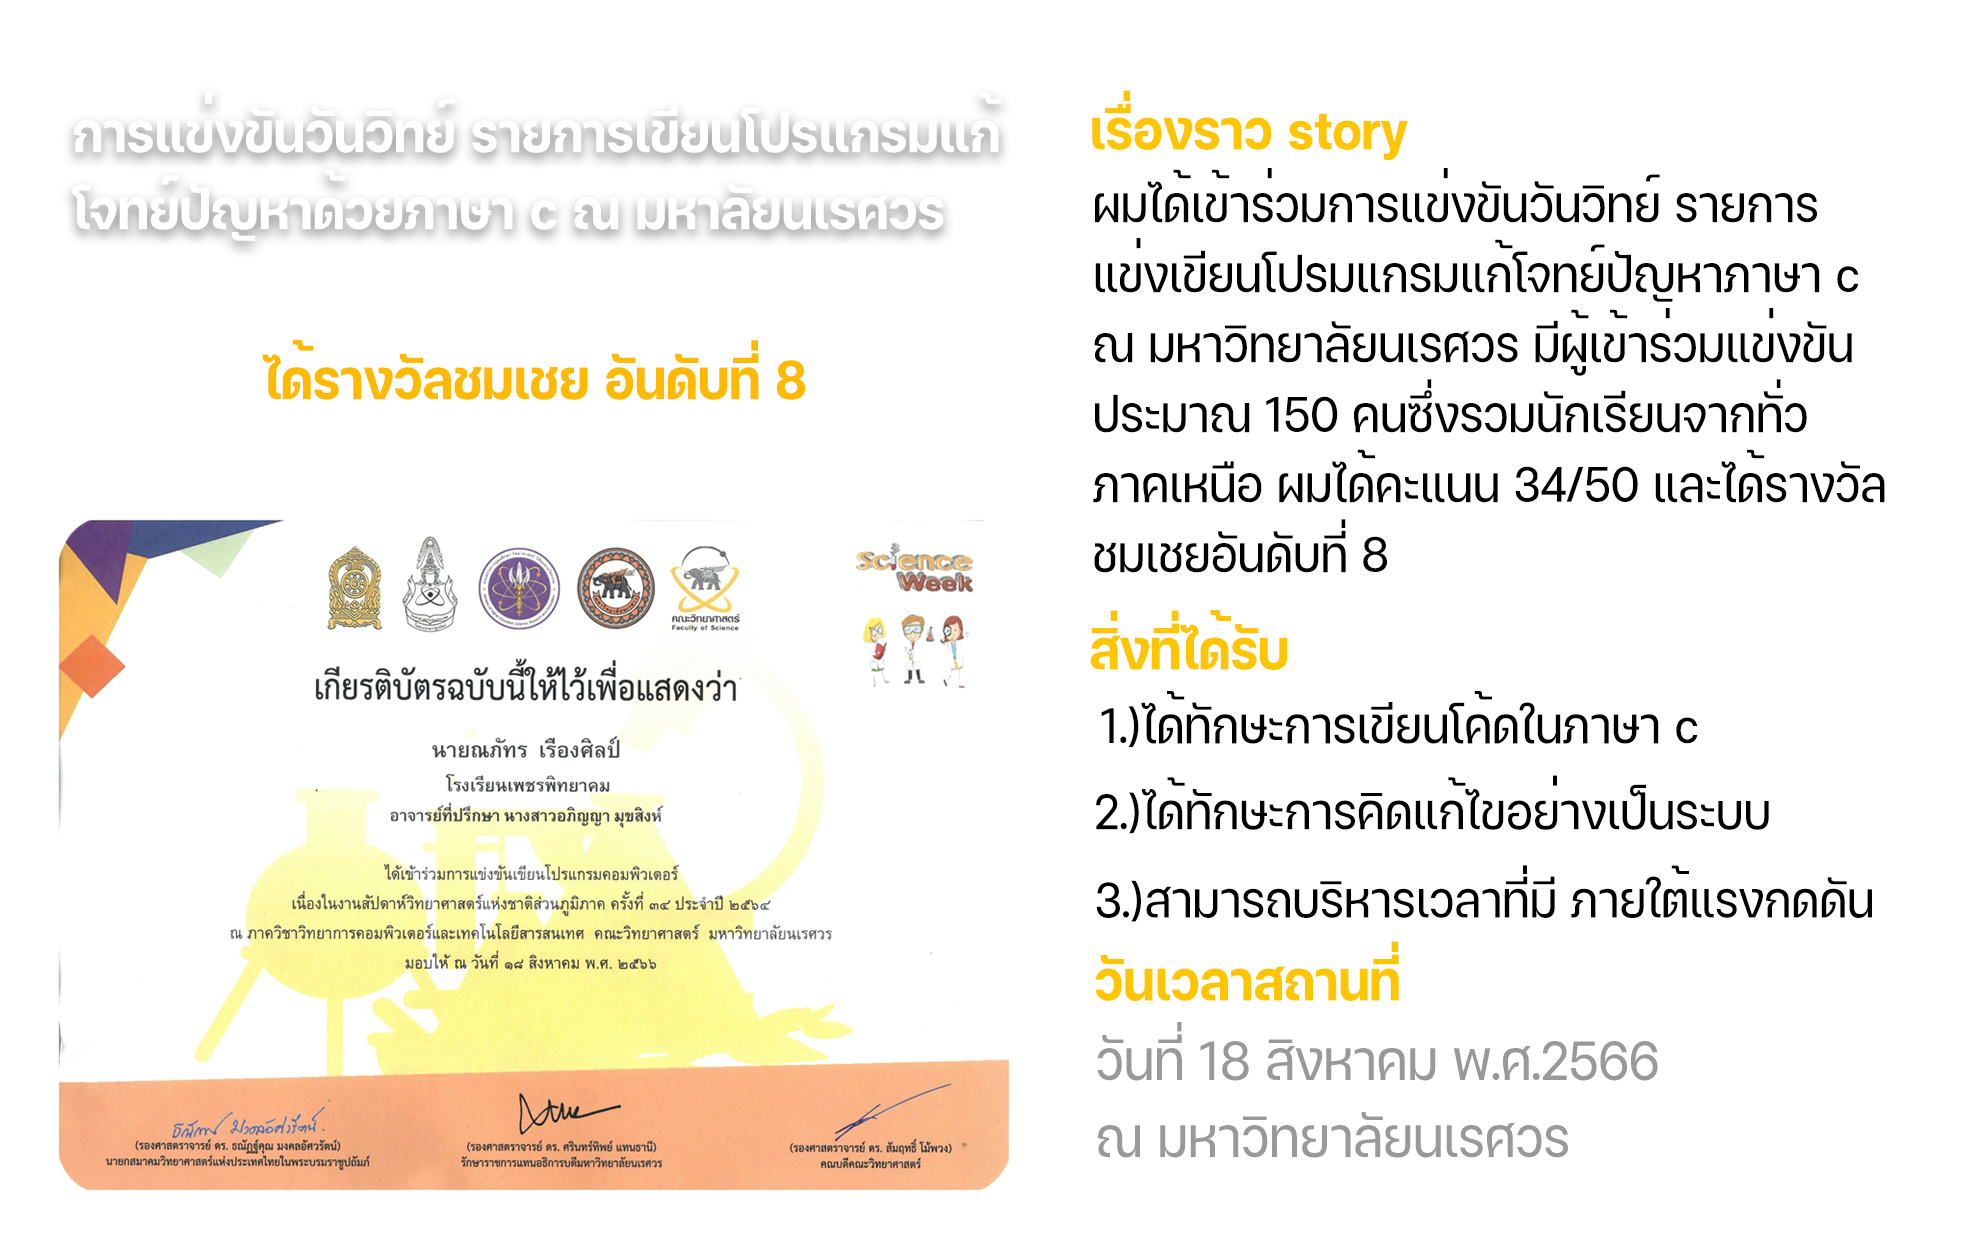 การแข่งขันวันวิทย์ รายการเขียนโปรแกรมแก้
โจทย์ปัญหาด้วยภาษา c ณ มหาลัยนเรศวร
ได้รางวัลชมเชย อันดับที่ 8
คณะวิทยาศาสตร์
Faculty of Science
Science
Week
เกียรติบัตรฉบับนี้ให้ไว้เพื่อแสดงว่า
นายณภัทร เรืองศิลป์
โรงเรียนเพชรพิทยาคม
อาจารย์ที่ปรึกษา นางสาวอภิญญา มุขสิงห์
ได้เข้าร่วมการแข่งขันเขียนโปรแกรมคอมพิวเตอร์
เนื่องในงานสัปดาห์วิทยาศาสตร์แห่งชาติส่วนภูมิภาค ครั้งที่ ๓๔ ประจำปี ๒๕๖๔
ณ ภาควิชาวิทยาการคอมพิวเตอร์และเทคโนโลยีสารสนเทศ คณะวิทยาศาสตร์ มหาวิทยาลัยนเรศวร
มอบให้ ณ วันที่ ๑๘ สิงหาคม พ.ศ. ๒๕๖๖
(รองศาสตราจารย์ ดร. ธณัฏฐ์คุณ มงคลอัศวรัตน์)
นายกสมาคมวิทยาศาสตร์แห่งประเทศไทยในพระบรมราชูปถัมภ์
(รองศาสตราจารย์ ดร. ศรินทร์ทิพย์ แทนธานี)
รักษาราชการแทนอธิการบดีมหาวิทยาลัยนเรศวร
(รองศาสตราจารย์ ดร. สัมฤทธิ์ โม้พวง)
คณบดีคณะวิทยาศาสตร์
เรื่องราว story
ผมได้เข้าร่วมการแข่งขันวันวิทย์ รายการ
แข่งเขียนโปรมแกรมแก้โจทย์ปัญหาภาษา c
ณ มหาวิทยาลัยนเรศวร มีผู้เข้าร่วมแข่งขัน
ประมาณ 150 คนซึ่งรวมนักเรียนจากทั่ว
ภาคเหนือ ผมได้คะแนน 34/50 และได้รางวัล
ชมเชยอันดับที่ 8
สิ่งที่ได้รับ
1.)ได้ทักษะการเขียนโค้ดในภาษา c
2.)ได้ทักษะการคิดแก้ไขอย่างเป็นระบบ
3.)สามารถบริหารเวลาที่มี ภายใต้แรงกดดัน
วันเวลาสถานที่
วันที่ 18 สิงหาคม พ.ศ.2566
ณ มหาวิทยาลัยนเรศวร